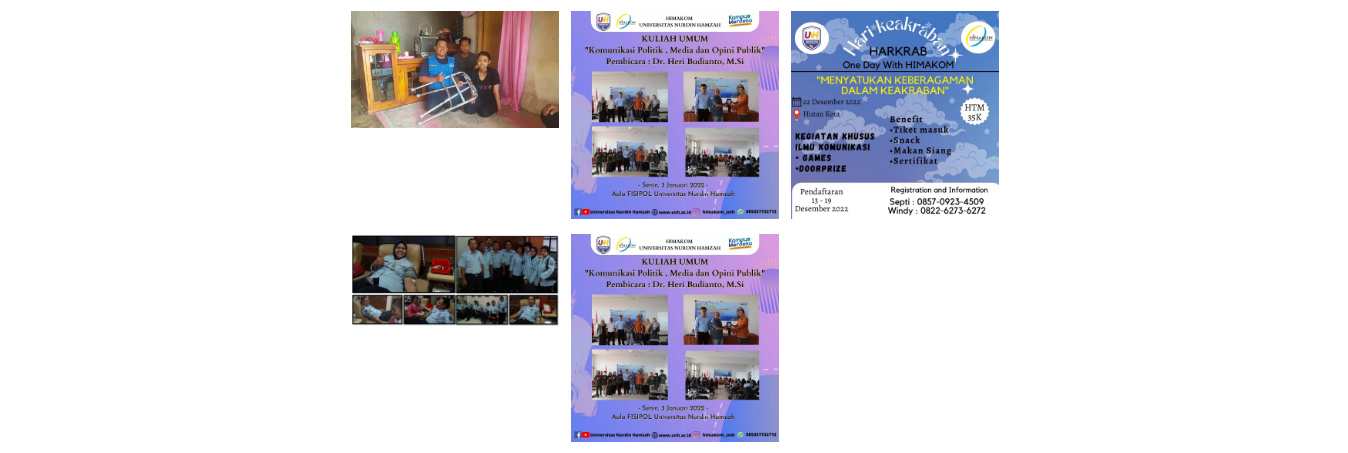 HIMAKOM
UNIVERSITAS NURDIN HAMZAH
Kampus
Merdeka
KULIAH UMUM
"Komunikasi Politik , Media dan Opini Publik"
Pembicara : Dr. Heri Budianto, M.Si
- Senin, 3 Januari 2022 -
Aula FISIPOL Universitas Nurdin Hamzah
Universitas Nurdin Hamzah www.unh.ac.id himakom_unh
Hari keakraban
UH
HIMAKOM
HARKRAB
One Day With HIMAKOM
"MENYATUKAN KEBERAGAMAN
DALAM KEAKRABAN"
22 Desember 2022
Hutan Kota
HTM
35K
KEGIATAN KHUSUS
ILMU KOMUNIKASI
• GAMES
•DOORPRIZE
Benefit
•Tiket masuk
•Snack
•Makan Siang
•Sertifikat
Pendaftaran
13 - 19
Desember 2022
Registration and Information
Septi : 0857-0923-4509
Windy : 0822-6273-6272
HIMAKOM
UNIVERSITAS NURDIN HAMZAH
Kampus
Merdeka
KULIAH UMUM
"Komunikasi Politik , Media dan Opini Publik"
Pembicara : Dr. Heri Budianto, M.Si
- Senin, 3 Januari 2022 -
Aula FISIPOL Universitas Nurdin Hamzah
Universitas Nurdin Hamzah www.unh.ac.id himakom_unh